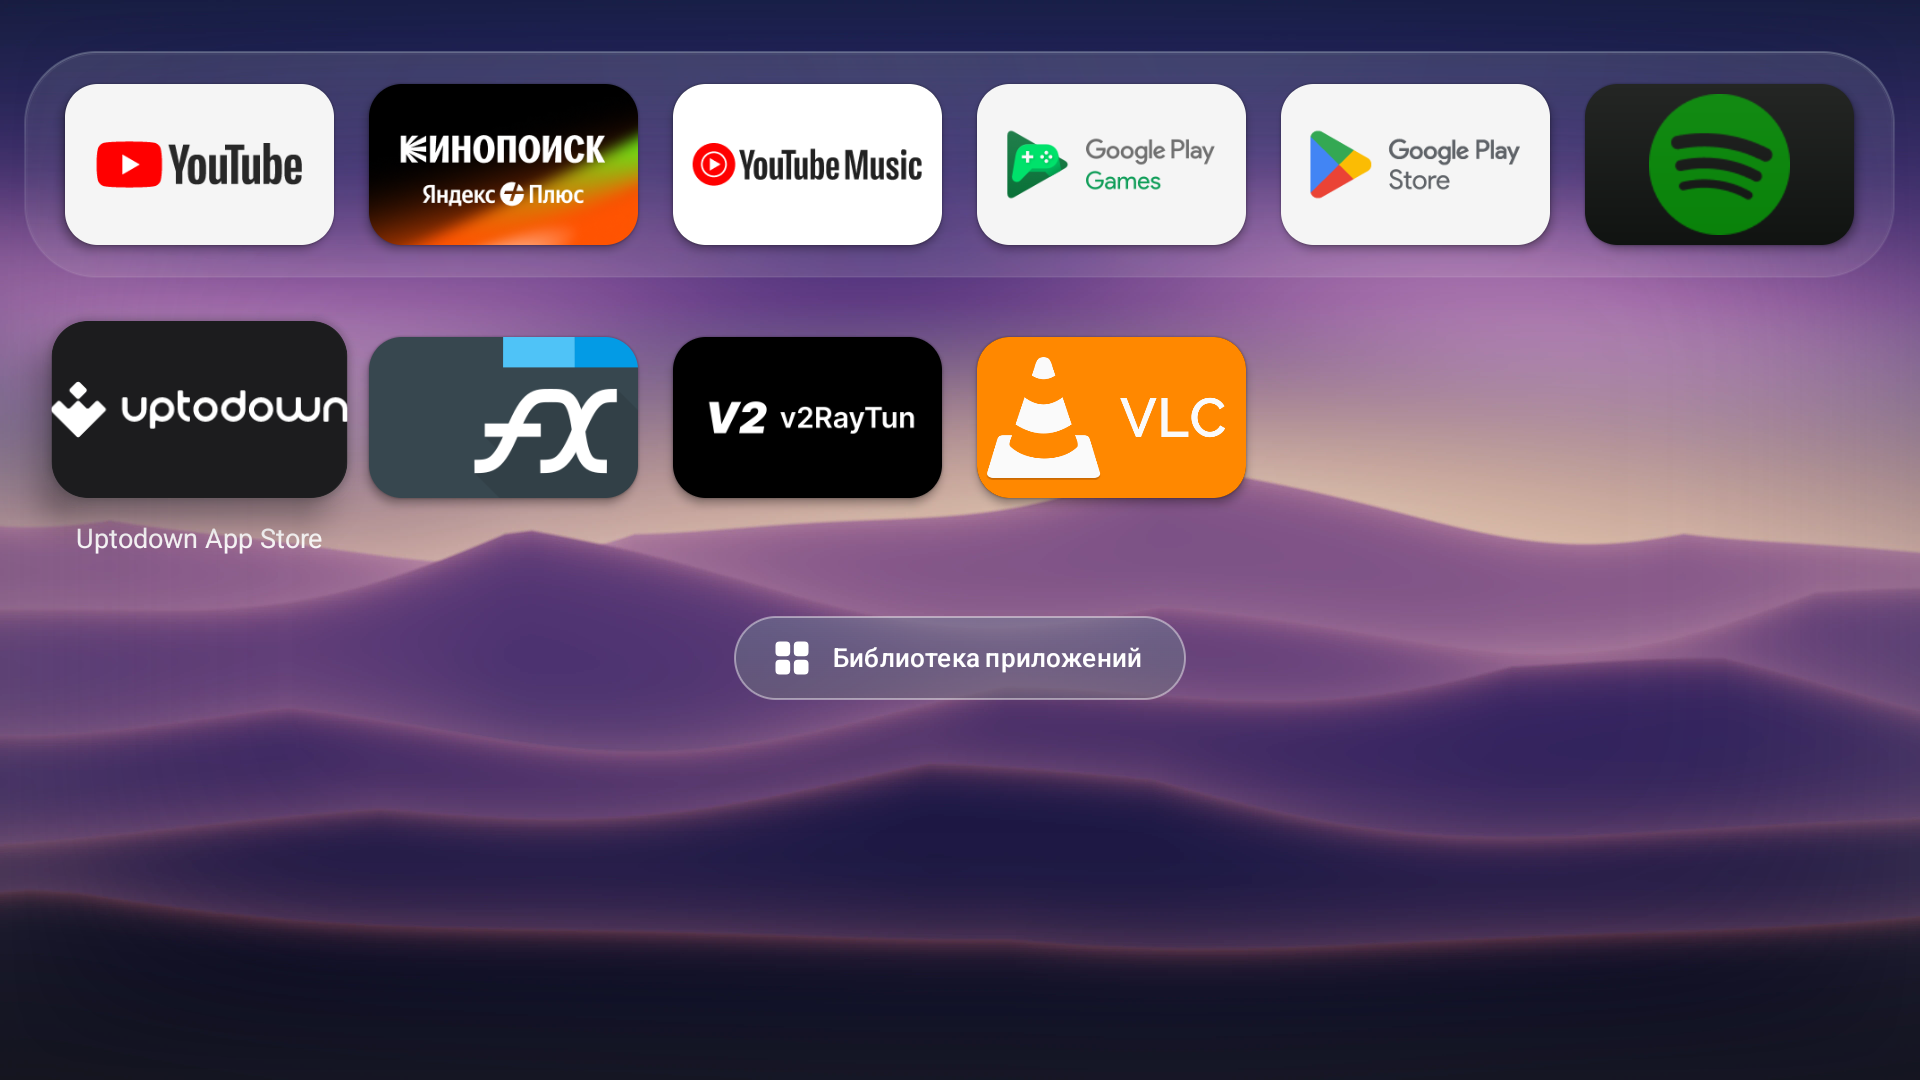 YouTube
КИНОПОИСК
Яндекс Плюс
YouTube Music
Google Play
Games
Google Play
Store
uptodown
fX
V2 v2RayTun
VLC
Uptodown App Store
Библиотека приложений